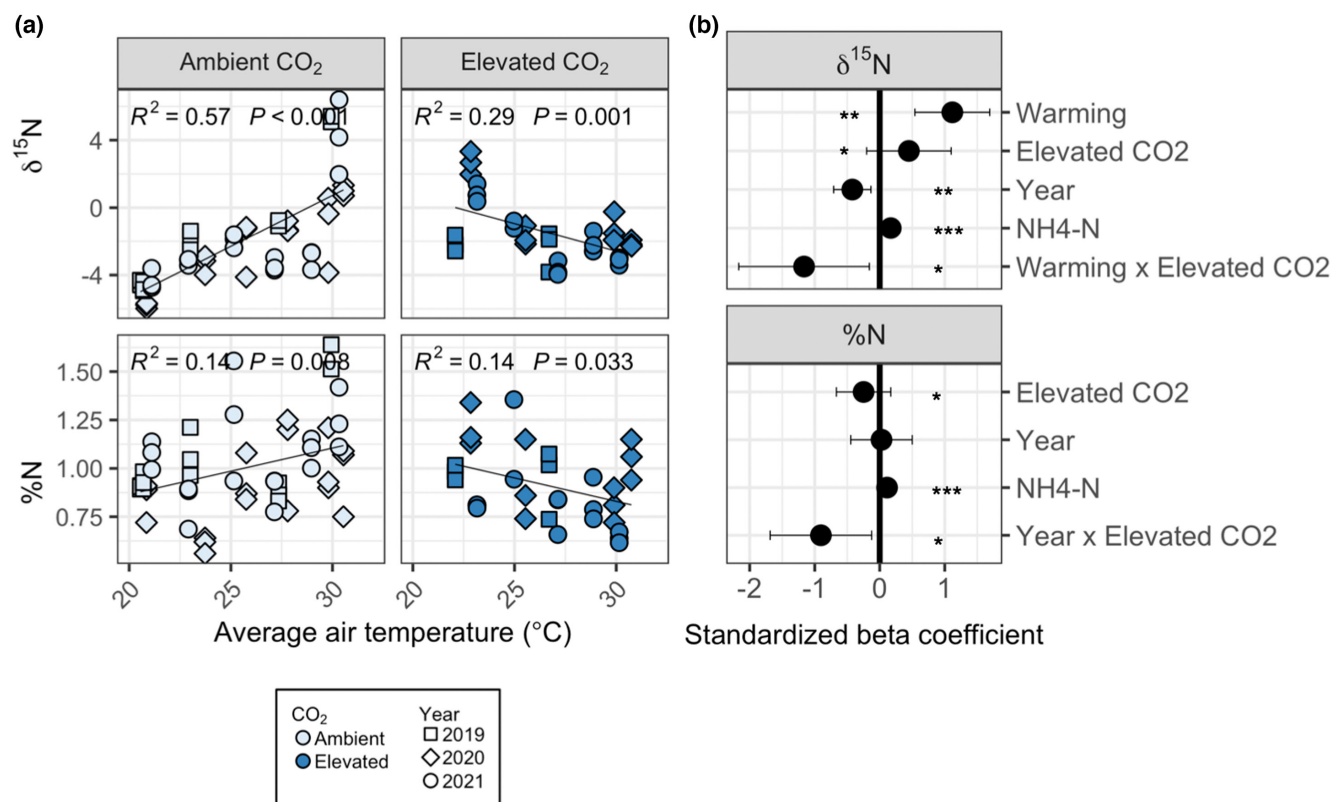 (a)
(b)
Ambient CO₂
Elevated CO₂
R² = 0.57 P < 0.001
R² = 0.29 P = 0.001
δ¹⁵N
4
0
-4
R² = 0.14 P = 0.008
R² = 0.14 P = 0.033
%N
1.50
1.25
1.00
0.75
20 25 30
20 25 30
Average air temperature (°C)
δ¹⁵N
** Warming
* Elevated CO2
Year **
NH4-N ***
Warming x Elevated CO2 *
%N
Elevated CO2 *
Year
NH4-N ***
Year x Elevated CO2 *
-2 -1 0 1
Standardized beta coefficient
CO₂
Ambient
Elevated
Year
2019
2020
2021